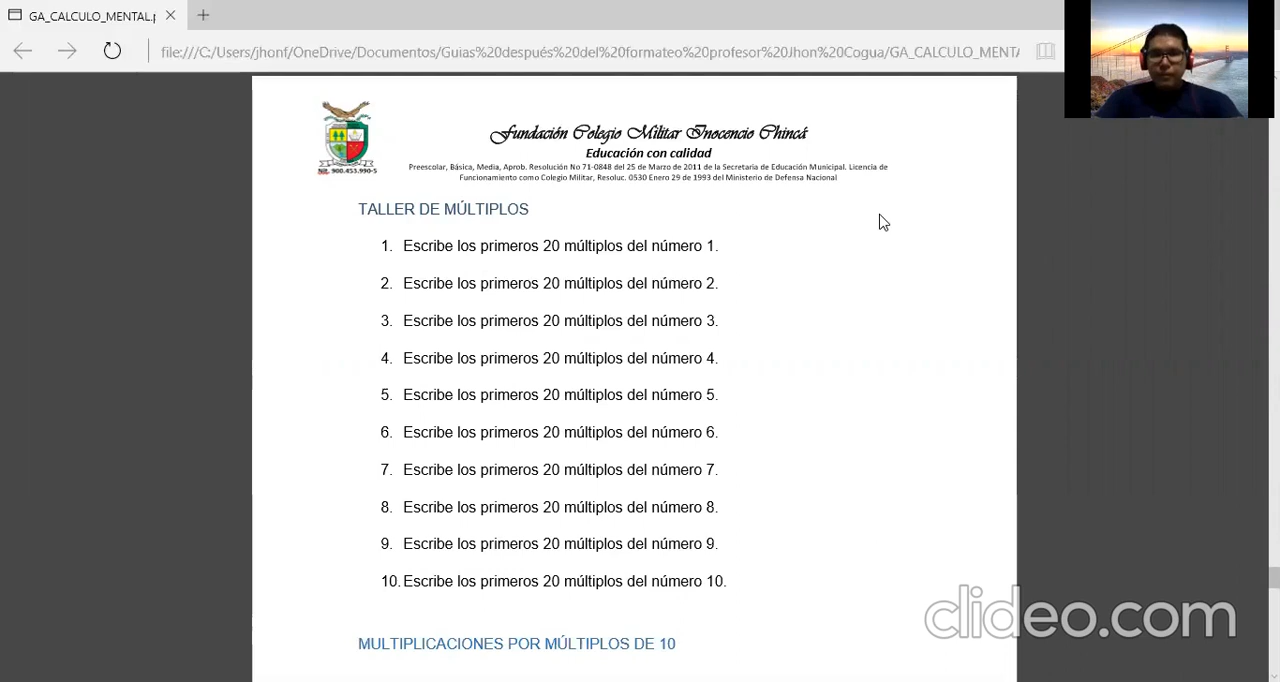 GA_CALCULO_MENTAL.p
file:///C:/Users/jhonf/OneDrive/Documentos/Guias%20después%20del%20formateo%20profesor%20Jhon%20Cogua/GA_CALCULO_MENTA
Fundación Colegio Militar Inocencio Chincá
Educación con calidad
Preescolar, Básica, Media, Aprob. Resolución No 71-0848 del 25 de Marzo de 2011 de la Secretaria de Educación Municipal. Licencia de
Funcionamiento como Colegio Militar, Resoluc. 0530 Enero 29 de 1993 del Ministerio de Defensa Nacional
Nit. 900.453.990-5
TALLER DE MÚLTIPLOS
1. Escribe los primeros 20 múltiplos del número 1.
2. Escribe los primeros 20 múltiplos del número 2.
3. Escribe los primeros 20 múltiplos del número 3.
4. Escribe los primeros 20 múltiplos del número 4.
5. Escribe los primeros 20 múltiplos del número 5.
6. Escribe los primeros 20 múltiplos del número 6.
7. Escribe los primeros 20 múltiplos del número 7.
8. Escribe los primeros 20 múltiplos del número 8.
9. Escribe los primeros 20 múltiplos del número 9.
10. Escribe los primeros 20 múltiplos del número 10.
MULTIPLICACIONES POR MÚLTIPLOS DE 10
clideo.com